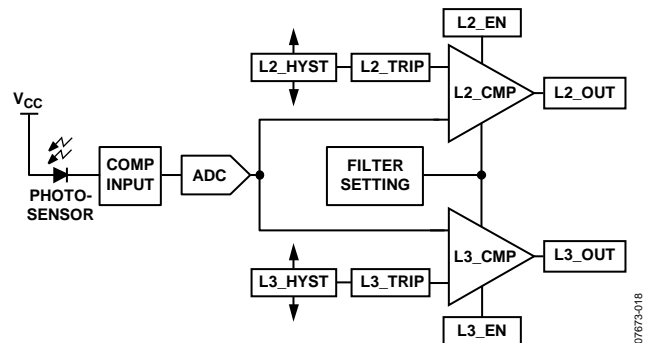 L2_EN
L2_HYST
L2_TRIP
L2_CMP
L2_OUT
VCC
PHOTO-
SENSOR
COMP
INPUT
ADC
FILTER
SETTING
L3_CMP
L3_OUT
L3_HYST
L3_TRIP
L3_EN
07673-018